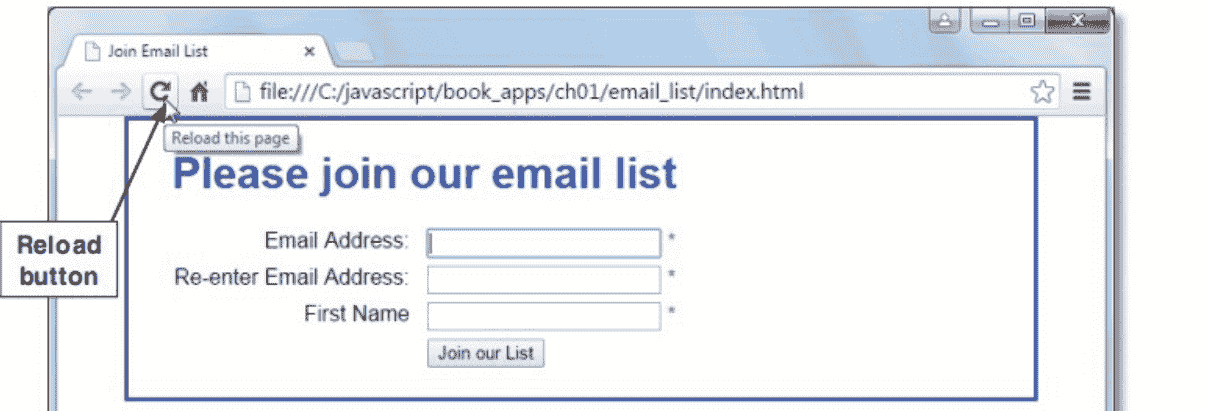 Join Email List
file:///C:/javascript/book_apps/ch01/email_list/index.html
Reload this page
Please join our email list
Reload
button
Email Address: *
Re-enter Email Address: *
First Name *
Join our List